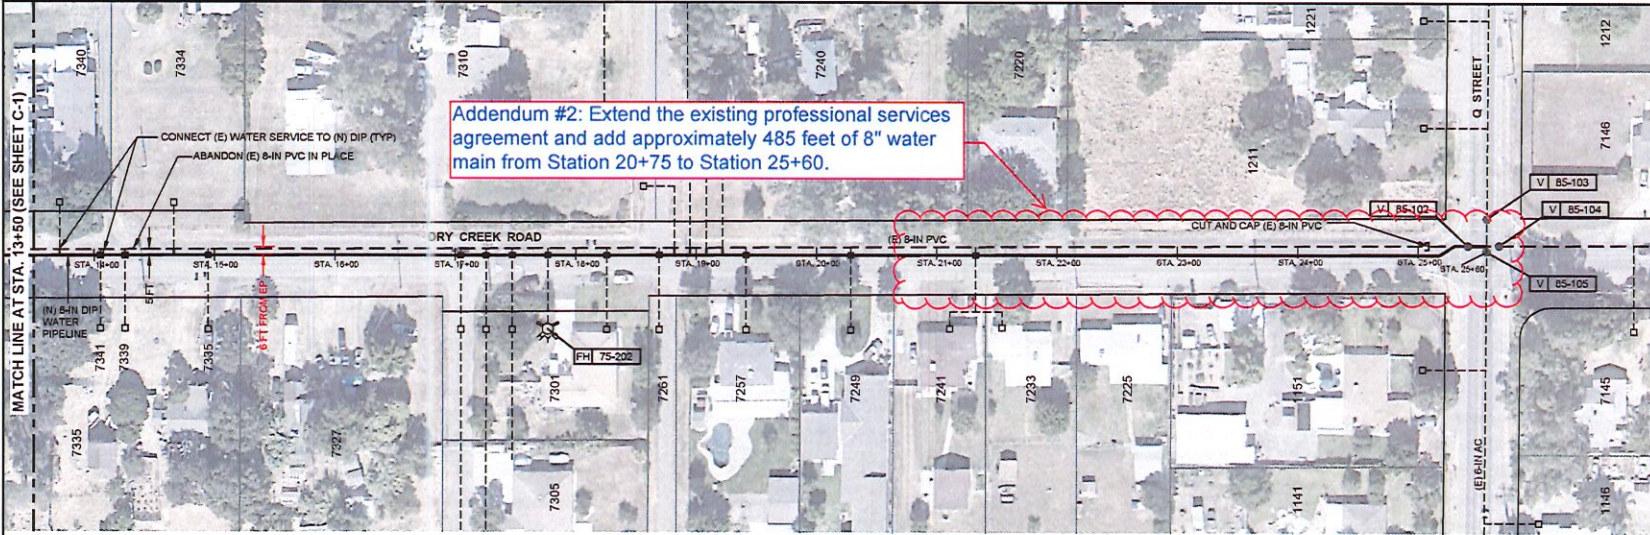 MATCH LINE AT STA. 13+50 (SEE SHEET C-1)
7340
7334
7310
7240
7220
1221
Q STREET
1212
7146
1211
Addendum #2: Extend the existing professional services
agreement and add approximately 485 feet of 8" water
main from Station 20+75 to Station 25+60.
CONNECT (E) WATER SERVICE TO (N) DIP (TYP)
ABANDON (E) 8-IN PVC IN PLACE
V 85-103
V 85-102
V 85-104
CUT AND CAP (E) 8-IN PVC
DRY CREEK ROAD
(E) 8-IN PVC
STA. 14+00
STA. 15+00
STA. 16+00
STA. 17+00
STA. 18+00
STA. 19+00
STA. 20+00
STA. 21+00
STA. 22+00
STA. 23+00
STA. 24+00
STA. 25+00
STA. 25+60
V 85-105
5 FT
6 FT FROM EP
(N) 8-IN DIP
WATER
PIPELINE
7341
7339
7335
FH 75-202
7335
7327
7301
7305
7261
7257
7249
7241
7233
7225
1151
1141
(E) 6-IN AC
7145
1146